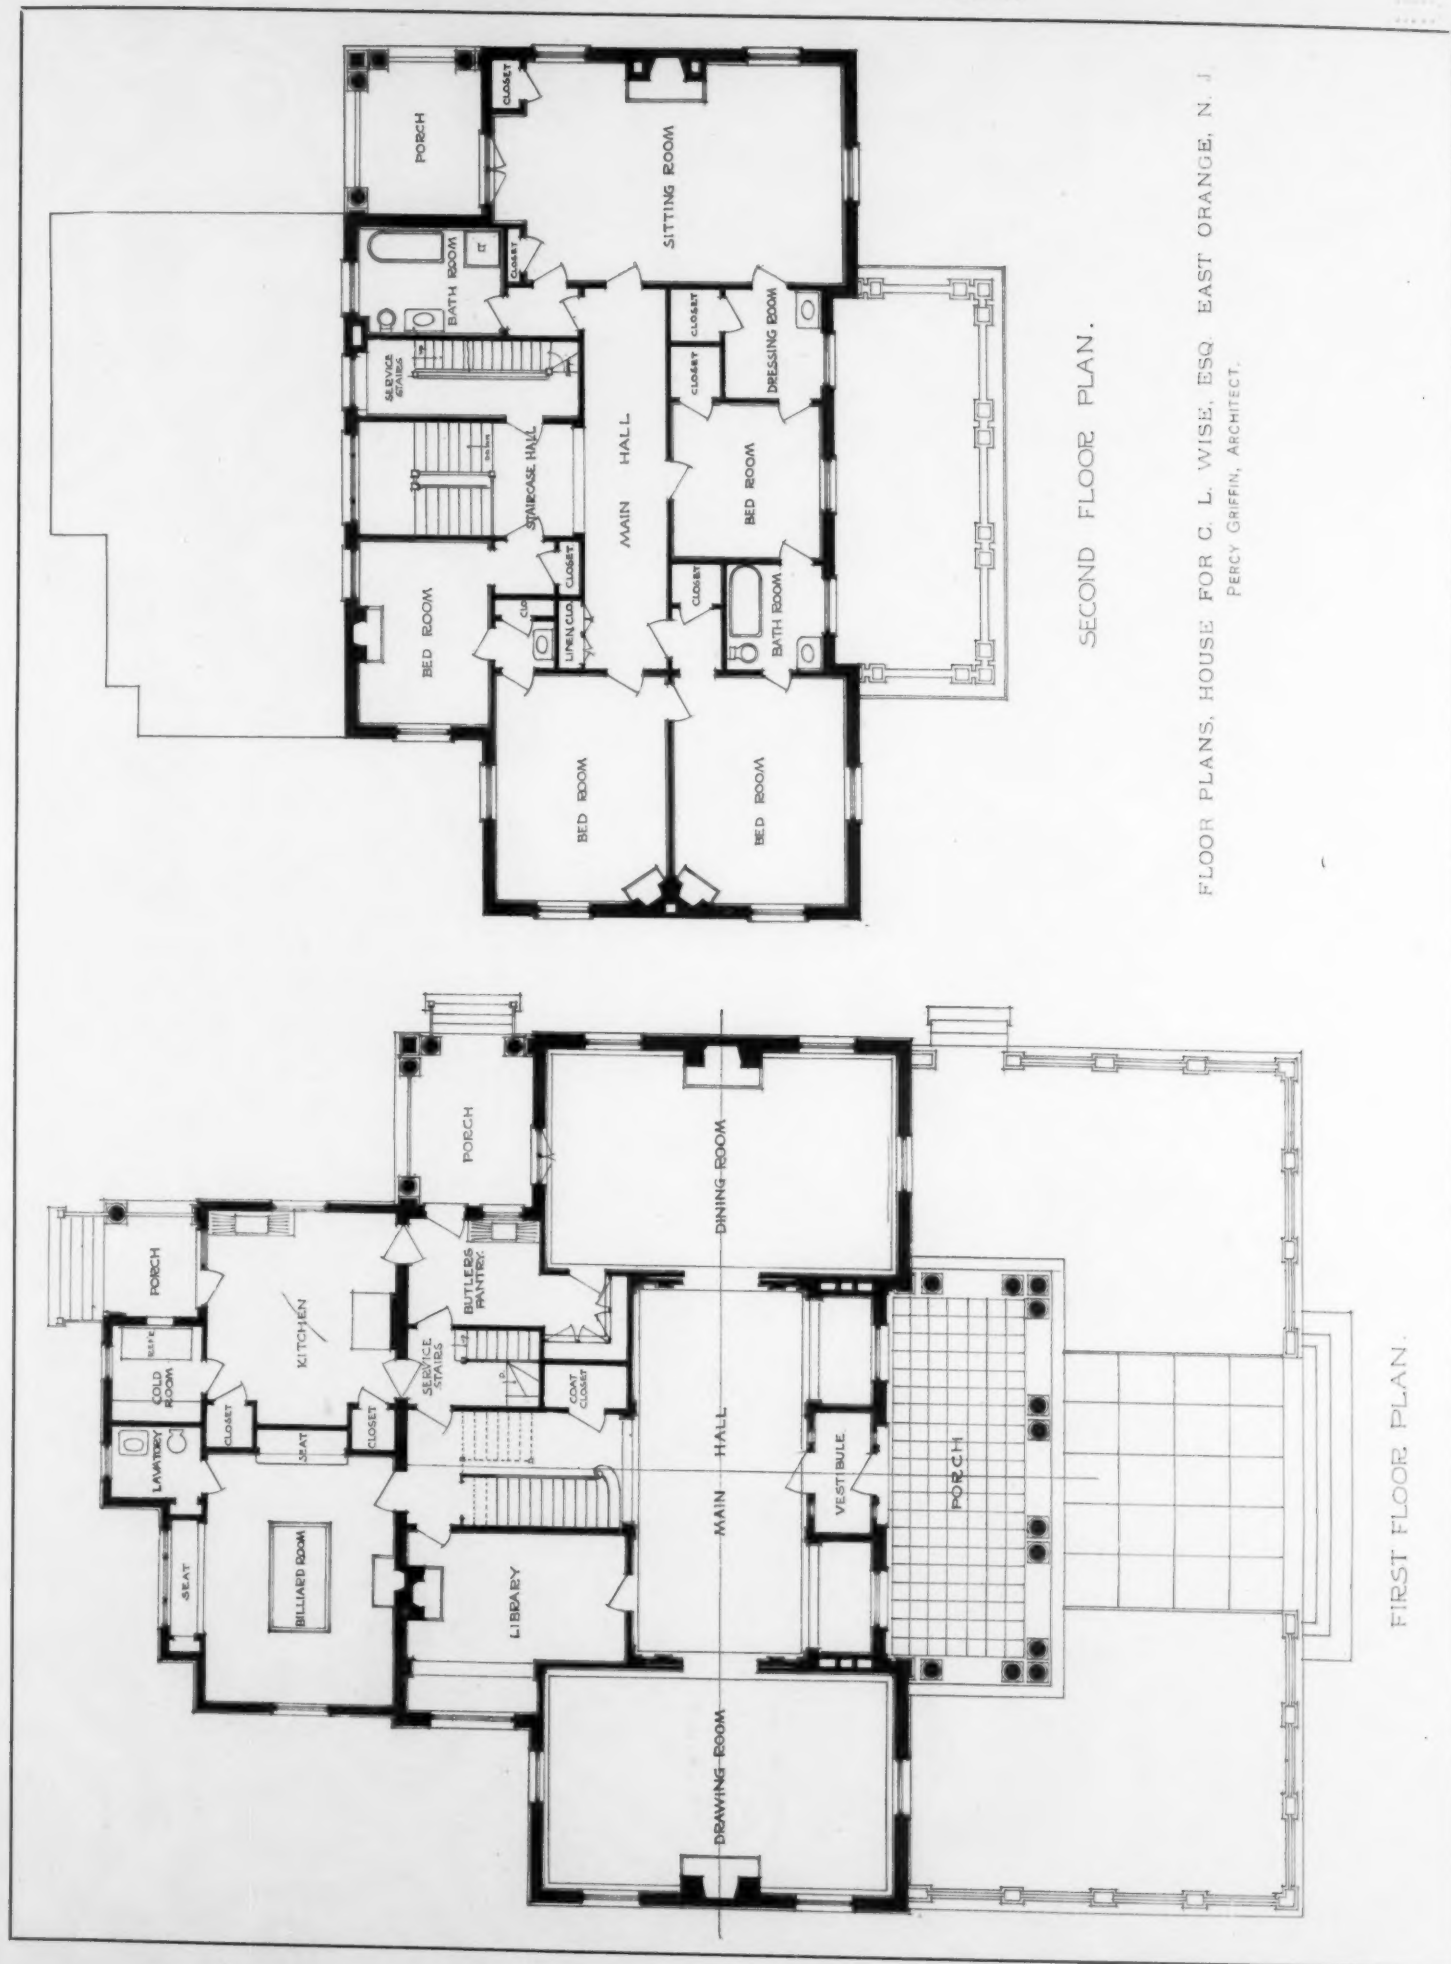 PORCH
CLOSET
SITTING ROOM
BATH ROOM
CLOSET
SERVICE
STAIRS
STAIRCASE HALL
MAIN HALL
CLOSET
CLOSET
DRESSING ROOM
BED ROOM
BED ROOM
CLOSET
CLO.
LINEN CLO.
CLOSET
BATH ROOM
BED ROOM
BED ROOM
SECOND FLOOR PLAN.
FLOOR PLANS, HOUSE FOR C. L. WISE, ESQ. EAST ORANGE, N. J.
PERCY GRIFFIN, ARCHITECT.
PORCH
PORCH
KITCHEN
COLD
ROOM
BUTLERS
PANTRY.
DINING ROOM
SERVICE
STAIRS
COAT
CLOSET
CLOSET
CLOSET
SEAT
LAVATORY
SEAT
BILLIARD ROOM
LIBRARY
MAIN HALL
VESTIBULE
PORCH
DRAWING ROOM
FIRST FLOOR PLAN.